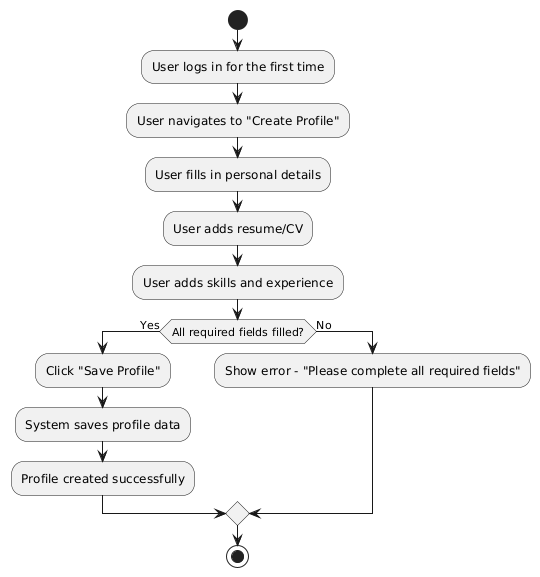 User logs in for the first time
User navigates to "Create Profile"
User fills in personal details
User adds resume/CV
User adds skills and experience
Yes
All required fields filled?
No
Click "Save Profile"
Show error - "Please complete all required fields"
System saves profile data
Profile created successfully